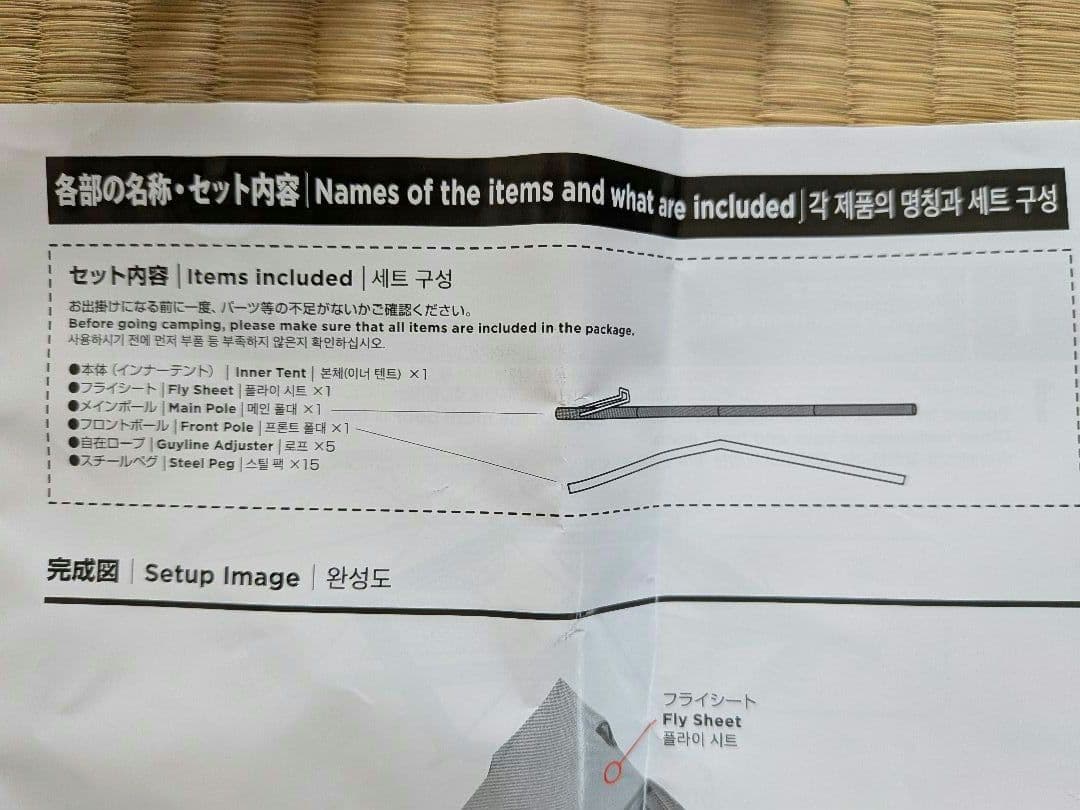 各部の名称・セット内容|Names of the items and what are included|각 제품의 명칭과 세트 구성
セット内容|Items included|세트 구성
お出掛けになる前に一度、パーツ等の不足がないかご確認ください。
Before going camping, please make sure that all items are included in the package.
사용하시기 전에 먼저 부품 등 부족하지 않은지 확인하십시오.
●本体（インナーテント）|Inner Tent|본체(이너 텐트) ×1
●フライシート|Fly Sheet|플라이 시트 ×1
●メインポール|Main Pole|메인 폴대 ×1
●フロントポール|Front Pole|프론트 폴대 ×1
●自在ロープ|Guyline Adjuster|로프 ×5
●スチールペグ|Steel Peg|스틸 팩 ×15
完成図|Setup Image|완성도
フライシート
Fly Sheet
플라이 시트